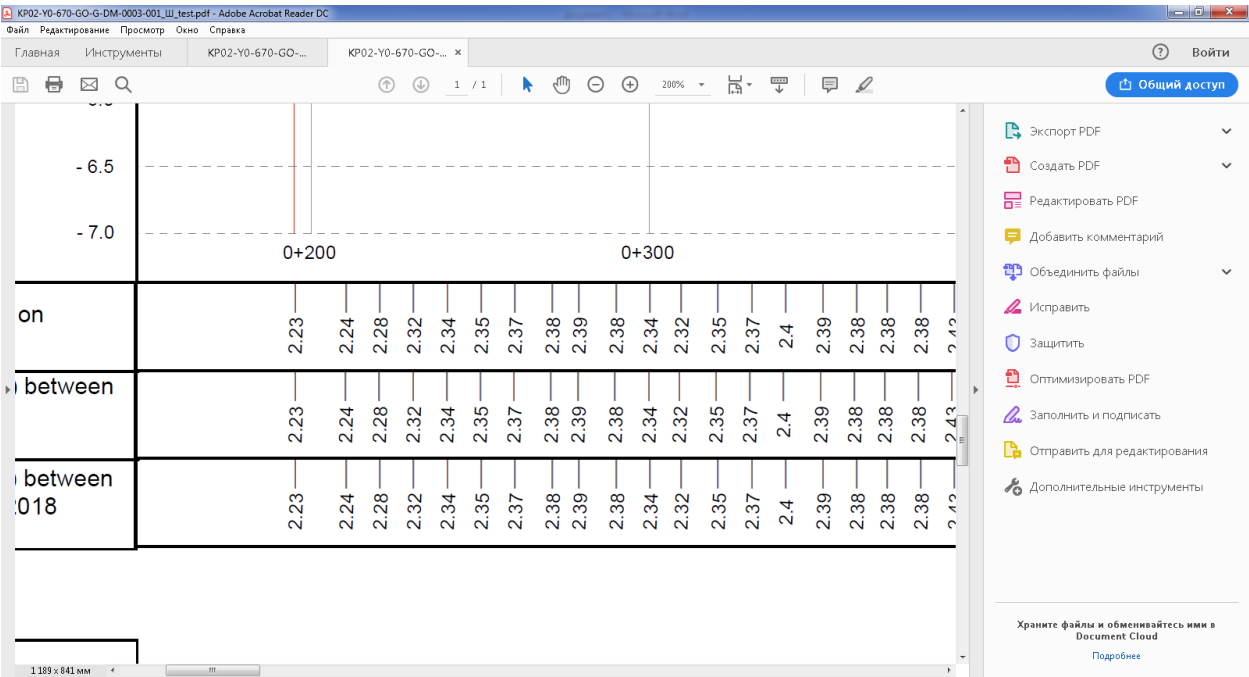 KP02-Y0-670-GO-G-DM-0003-001_Ш_test.pdf - Adobe Acrobat Reader DC
Файл Редактирование Просмотр Окно Справка
Главная Инструменты KP02-Y0-670-GO-... KP02-Y0-670-GO-... × ? Войти
1 / 1 200% Общий доступ
- 6.5
- 7.0
0+200 0+300
on
2.23 2.24 2.28 2.32 2.34 2.35 2.37 2.38 2.39 2.38 2.34 2.32 2.35 2.37 2.4 2.39 2.38 2.38 2.38
) between
2.23 2.24 2.28 2.32 2.34 2.35 2.37 2.38 2.39 2.38 2.34 2.32 2.35 2.37 2.4 2.39 2.38 2.38 2.38 2.43
) between
2018
2.23 2.24 2.28 2.32 2.34 2.35 2.37 2.38 2.39 2.38 2.34 2.32 2.35 2.37 2.4 2.39 2.38 2.38 2.38
1 189 x 841 мм
Экспорт PDF
Создать PDF
Редактировать PDF
Добавить комментарий
Объединить файлы
Исправить
Защитить
Оптимизировать PDF
Заполнить и подписать
Отправить для редактирования
Дополнительные инструменты
Храните файлы и обменивайтесь ими в
Document Cloud
Подробнее